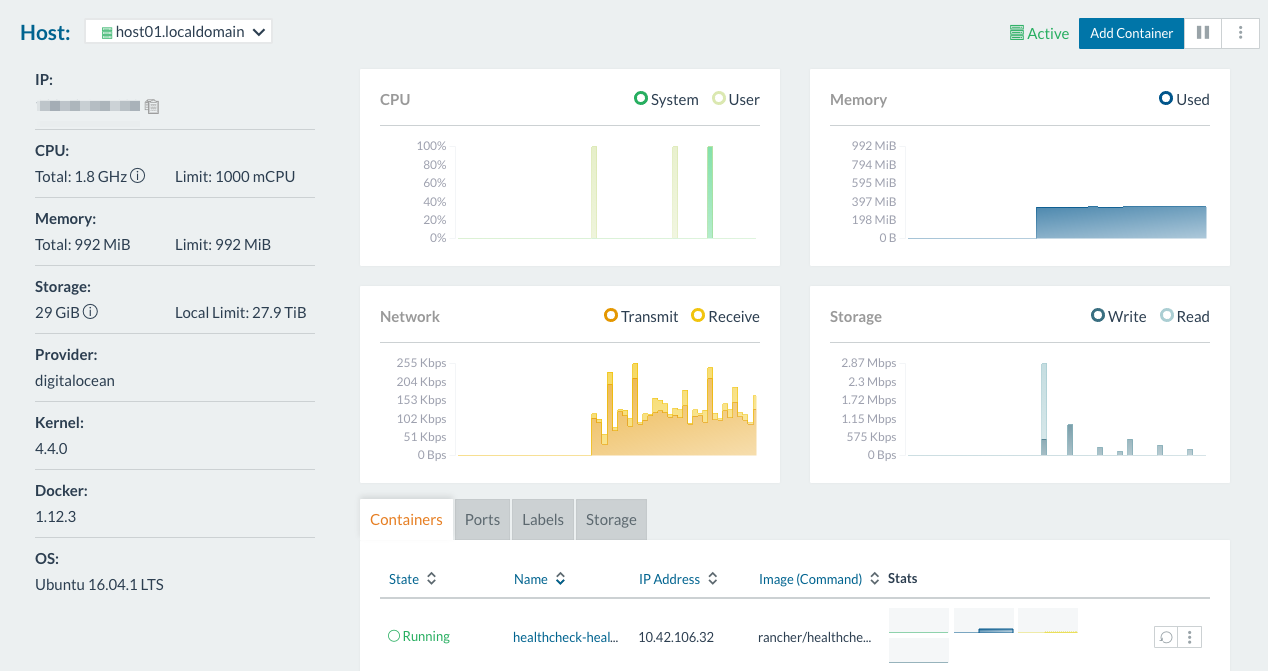 Host: host01.localdomain Active Add Container
IP:
CPU:
Total: 1.8 GHz Limit: 1000 mCPU
Memory:
Total: 992 MiB Limit: 992 MiB
Storage:
29 GiB Local Limit: 27.9 TiB
Provider:
digitalocean
Kernel:
4.4.0
Docker:
1.12.3
OS:
Ubuntu 16.04.1 LTS
CPU System User
100%
80%
60%
40%
20%
0%
Memory Used
992 MiB
794 MiB
595 MiB
397 MiB
198 MiB
0 B
Network Transmit Receive
255 Kbps
204 Kbps
153 Kbps
102 Kbps
51 Kbps
0 Bps
Storage Write Read
2.87 Mbps
2.3 Mbps
1.72 Mbps
1.15 Mbps
575 Kbps
0 Bps
Containers Ports Labels Storage
State Name IP Address Image (Command) Stats
Running healthcheck-heal... 10.42.106.32 rancher/healthche...